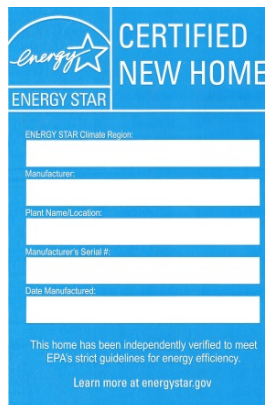 energy
CERTIFIED
NEW HOME
ENERGY STAR
ENERGY STAR Climate Region:
Manufacturer:
Plant Name/Location:
Manufacturer's Serial #:
Date Manufactured:
This home has been independently verified to meet
EPA's strict guidelines for energy efficiency.
Learn more at energystar.gov